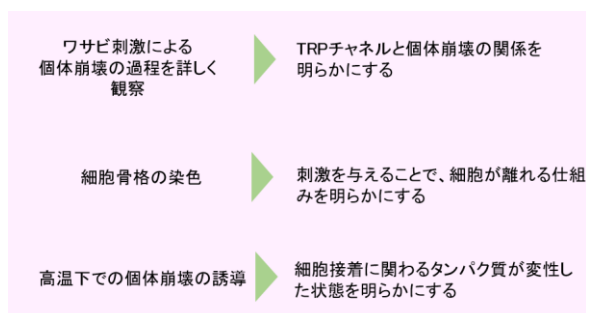 ワサビ刺激による
個体崩壊の過程を詳しく
観察
TRPチャネルと個体崩壊の関係を
明らかにする
細胞骨格の染色
刺激を与えることで、細胞が離れる仕組
みを明らかにする
高温下での個体崩壊の誘導
細胞接着に関わるタンパク質が変性し
た状態を明らかにする